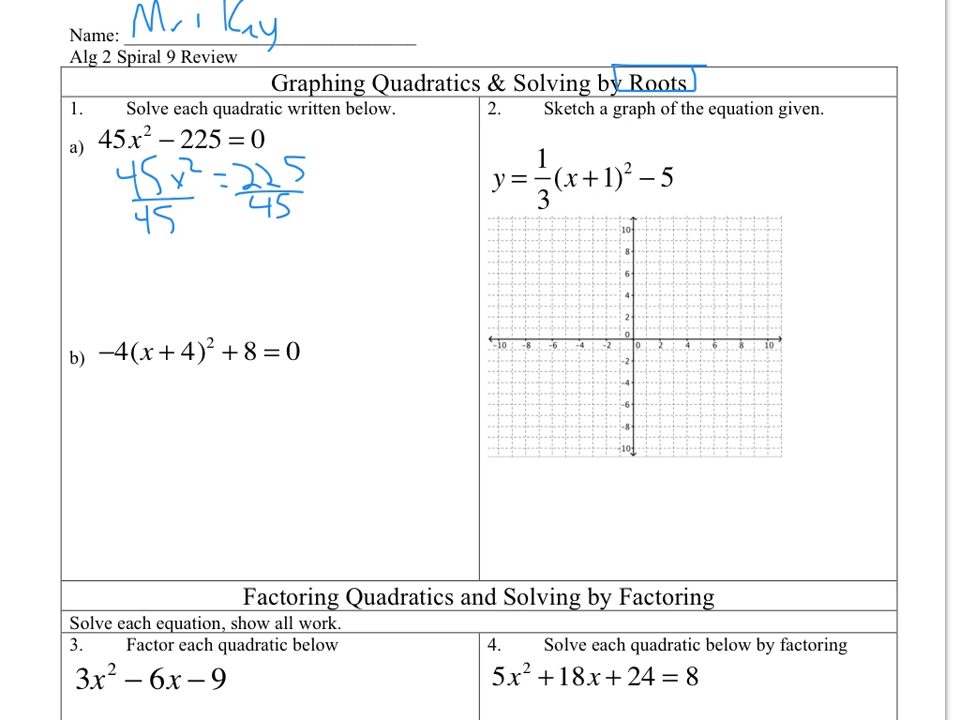 Name: Mr. Kay
Alg 2 Spiral 9 Review
Graphing Quadratics & Solving by Roots
1. Solve each quadratic written below.
a) 45x² − 225 = 0
45x² = 225
45 45
b) −4(x + 4)² + 8 = 0
2. Sketch a graph of the equation given.
y = 1/3 (x + 1)² − 5
10
8
6
4
2
0
-10 -8 -6 -4 -2 0 2 4 6 8 10
-2
-4
-6
-8
-10
Factoring Quadratics and Solving by Factoring
Solve each equation, show all work.
3. Factor each quadratic below
3x² − 6x − 9
4. Solve each quadratic below by factoring
5x² + 18x + 24 = 8